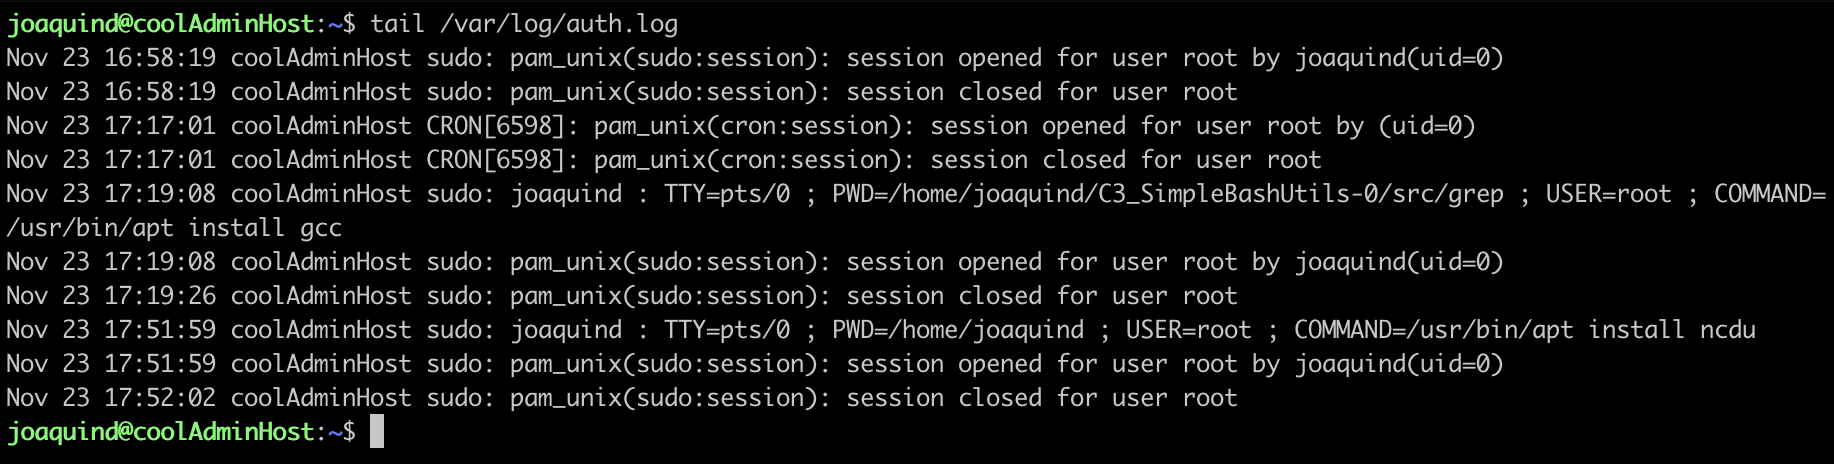 joaquind@coolAdminHost:~$ tail /var/log/auth.log
Nov 23 16:58:19 coolAdminHost sudo: pam_unix(sudo:session): session opened for user root by joaquind(uid=0)
Nov 23 16:58:19 coolAdminHost sudo: pam_unix(sudo:session): session closed for user root
Nov 23 17:17:01 coolAdminHost CRON[6598]: pam_unix(cron:session): session opened for user root by (uid=0)
Nov 23 17:17:01 coolAdminHost CRON[6598]: pam_unix(cron:session): session closed for user root
Nov 23 17:19:08 coolAdminHost sudo: joaquind : TTY=pts/0 ; PWD=/home/joaquind/C3_SimpleBashUtils-0/src/grep ; USER=root ; COMMAND=
/usr/bin/apt install gcc
Nov 23 17:19:08 coolAdminHost sudo: pam_unix(sudo:session): session opened for user root by joaquind(uid=0)
Nov 23 17:19:26 coolAdminHost sudo: pam_unix(sudo:session): session closed for user root
Nov 23 17:51:59 coolAdminHost sudo: joaquind : TTY=pts/0 ; PWD=/home/joaquind ; USER=root ; COMMAND=/usr/bin/apt install ncdu
Nov 23 17:51:59 coolAdminHost sudo: pam_unix(sudo:session): session opened for user root by joaquind(uid=0)
Nov 23 17:52:02 coolAdminHost sudo: pam_unix(sudo:session): session closed for user root
joaquind@coolAdminHost:~$